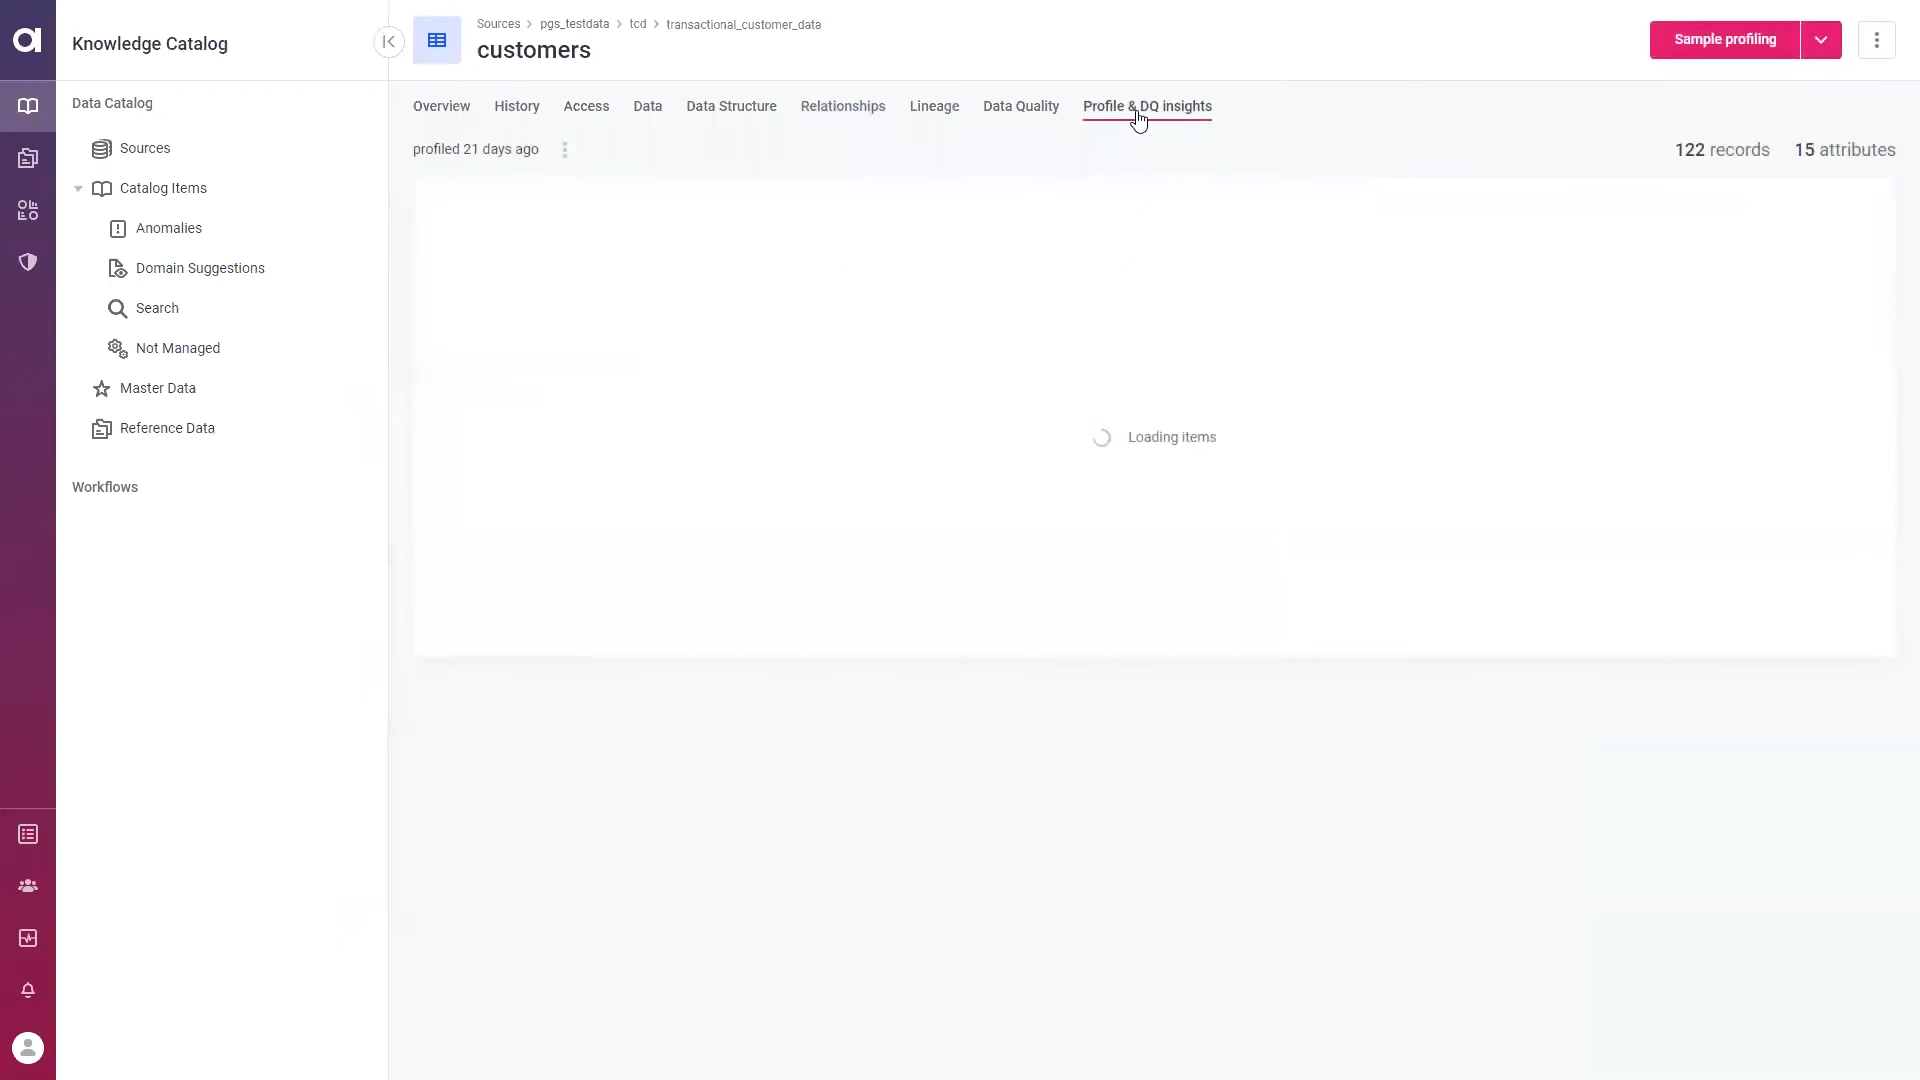 Knowledge Catalog
Data Catalog
Sources
Catalog Items
Anomalies
Domain Suggestions
Search
Not Managed
Master Data
Reference Data
Workflows
Sources > pgs_testdata > tcd > transactional_customer_data
customers
Sample profiling
Overview History Access Data Data Structure Relationships Lineage Data Quality Profile & DQ insights
profiled 21 days ago
122 records 15 attributes
Loading items